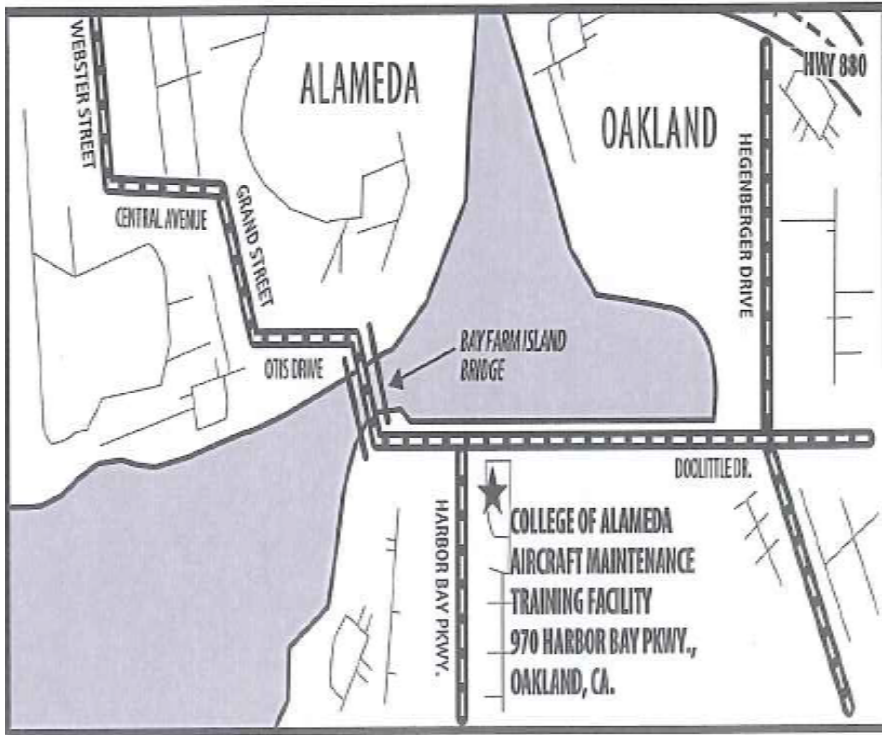 WEBSTER STREET
ALAMEDA
OAKLAND
HWY 880
HEGENBERGER DRIVE
CENTRAL AVENUE
GRAND STREET
OTIS DRIVE
BAY FARM ISLAND
BRIDGE
DOOLITTLE DR.
HARBOR BAY PKWY.
COLLEGE OF ALAMEDA
AIRCRAFT MAINTENANCE
TRAINING FACILITY
970 HARBOR BAY PKWY.,
OAKLAND, CA.